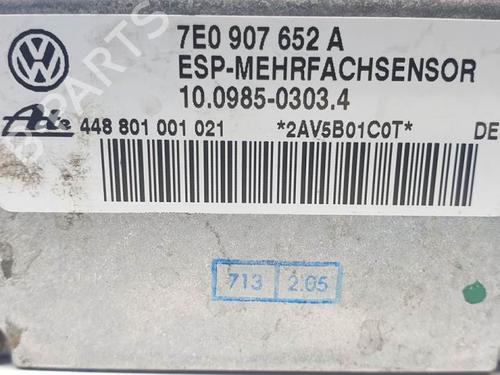 7E0 907 652 A
ESP-MEHRFACHSENSOR
10.0985-0303.4
Ate 448 801 001 021 *2AV5B01C0T* DE
713 2.05